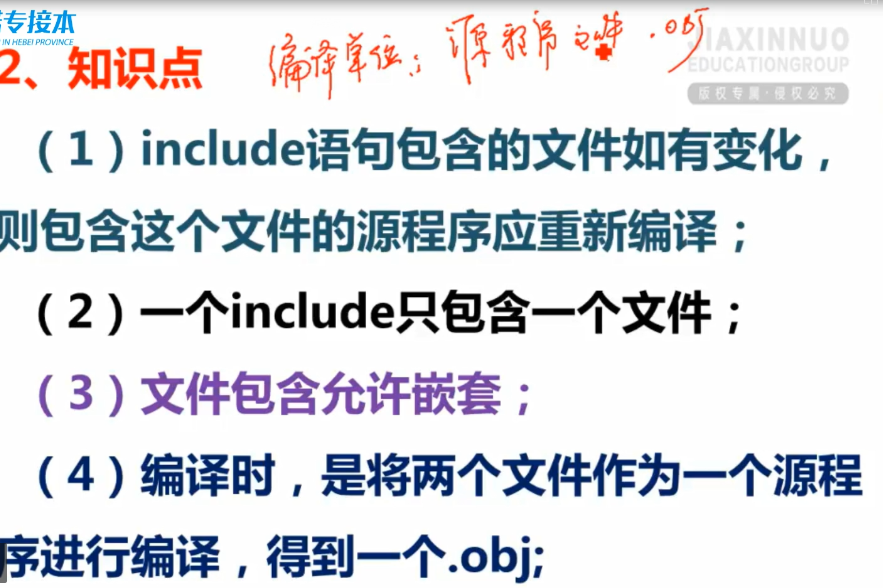 专接本
IN HEBEI PROVINCE
编译单位：源程序文件 .obj
JIAXINNUO
EDUCATIONGROUP
版权专属·侵权必究
2、知识点
（1）include语句包含的文件如有变化，
则包含这个文件的源程序应重新编译；
（2）一个include只包含一个文件；
（3）文件包含允许嵌套；
（4）编译时，是将两个文件作为一个源程
序进行编译，得到一个.obj;